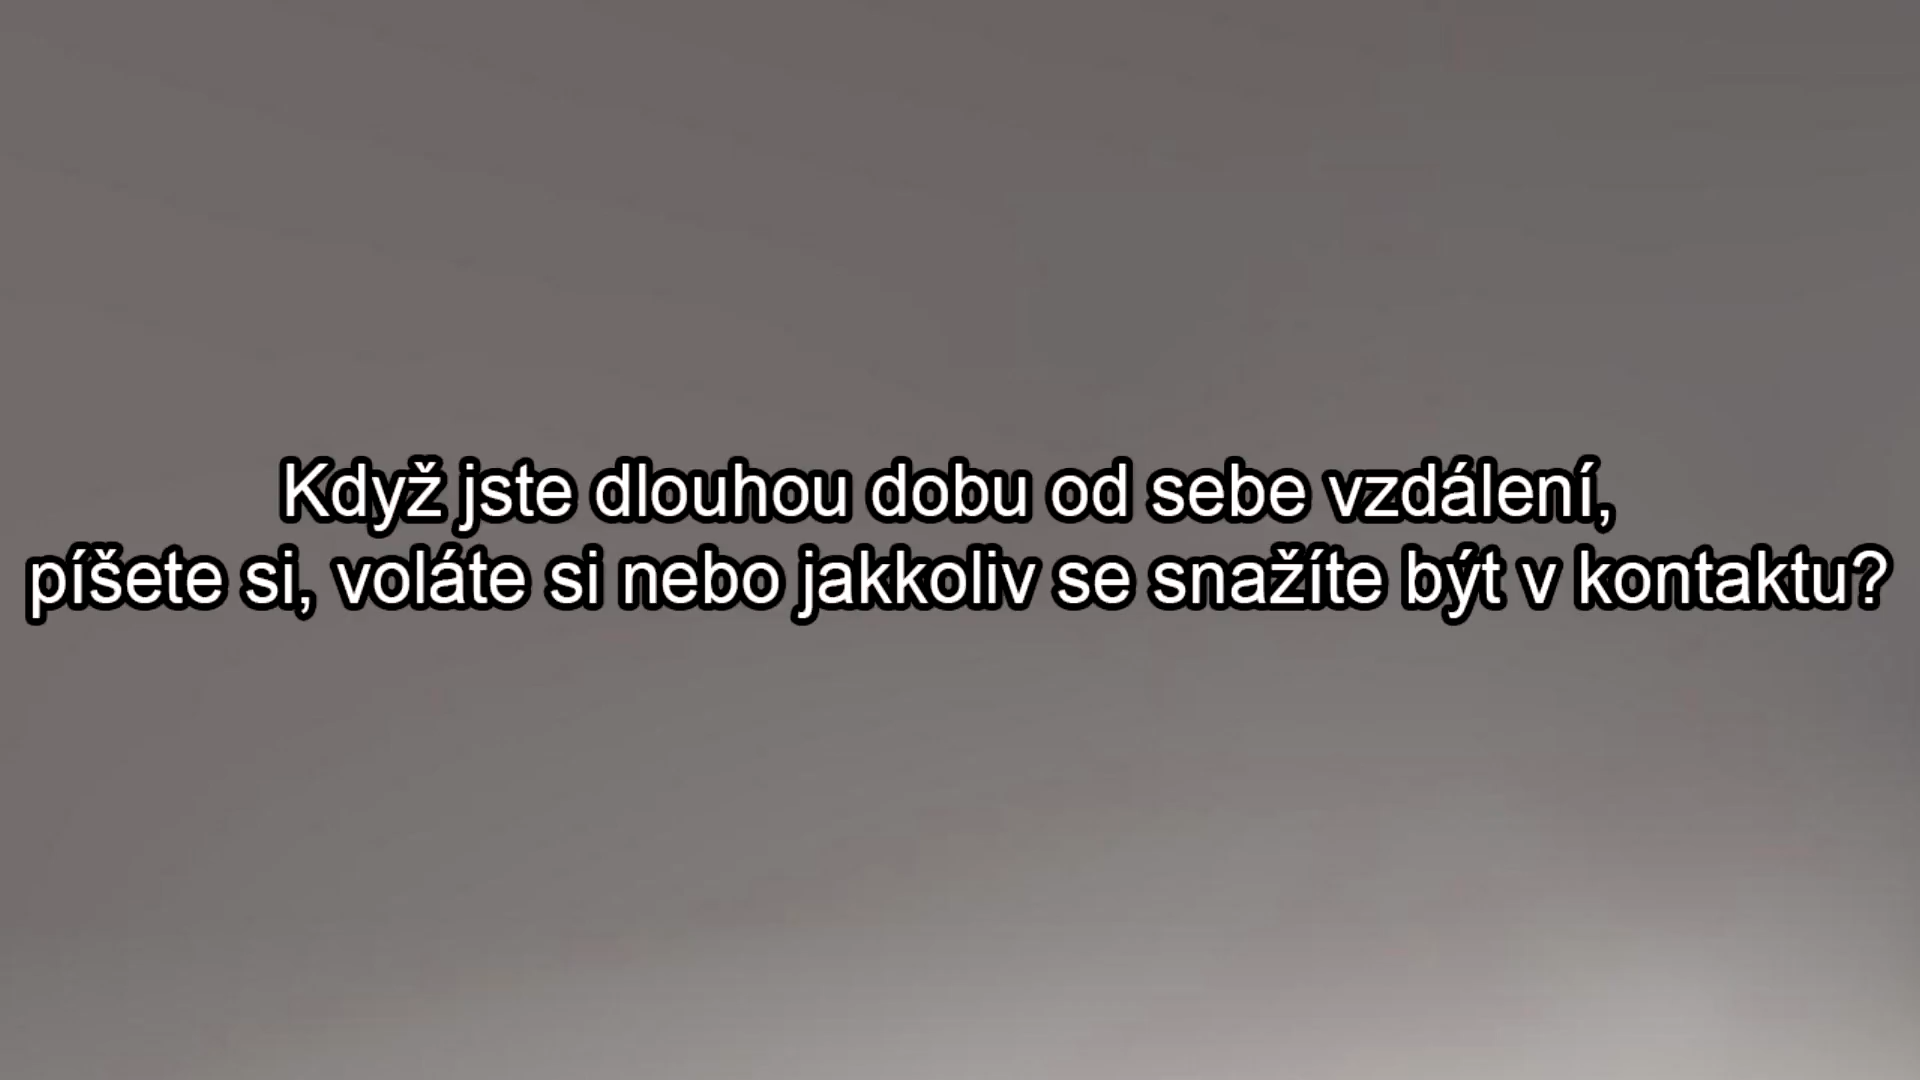 Když jste dlouhou dobu od sebe vzdálení,
píšete si, voláte si nebo jakkoliv se snažíte být v kontaktu?